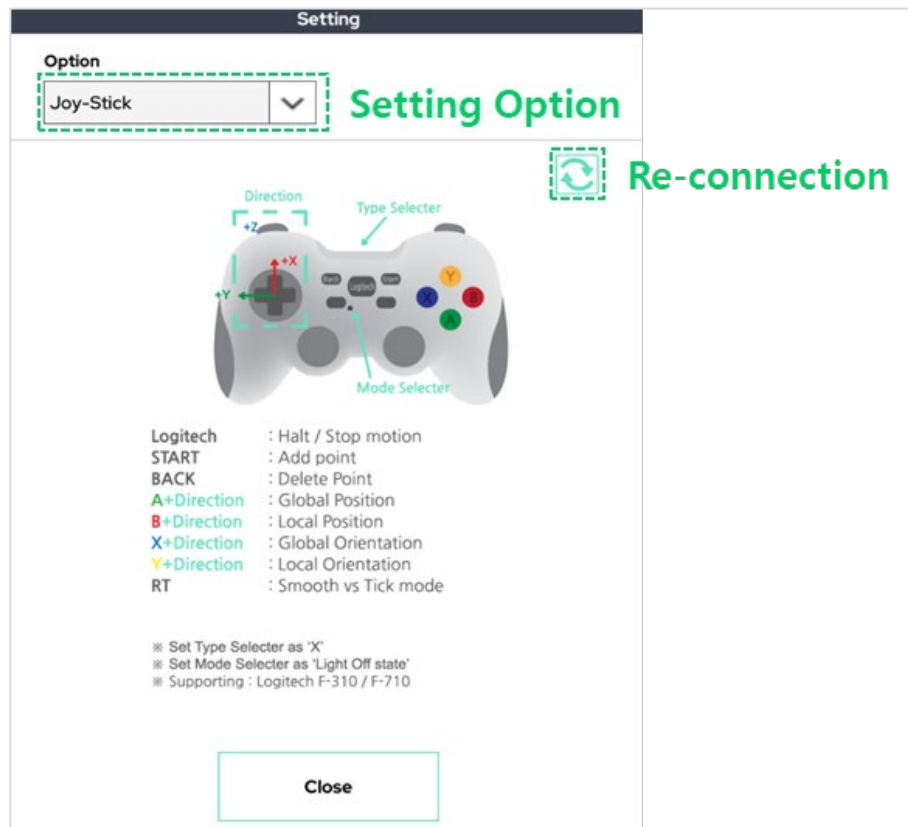 Setting
Option
Joy-Stick
Setting Option
Re-connection
Direction
Type Selecter
+Z
+X
+Y
Back
Logitech
Start
Y
X
B
A
Mode Selecter
Logitech : Halt / Stop motion
START : Add point
BACK : Delete Point
A+Direction : Global Position
B+Direction : Local Position
X+Direction : Global Orientation
Y+Direction : Local Orientation
RT : Smooth vs Tick mode
※ Set Type Selecter as 'X'
※ Set Mode Selecter as 'Light Off state'
※ Supporting : Logitech F-310 / F-710
Close